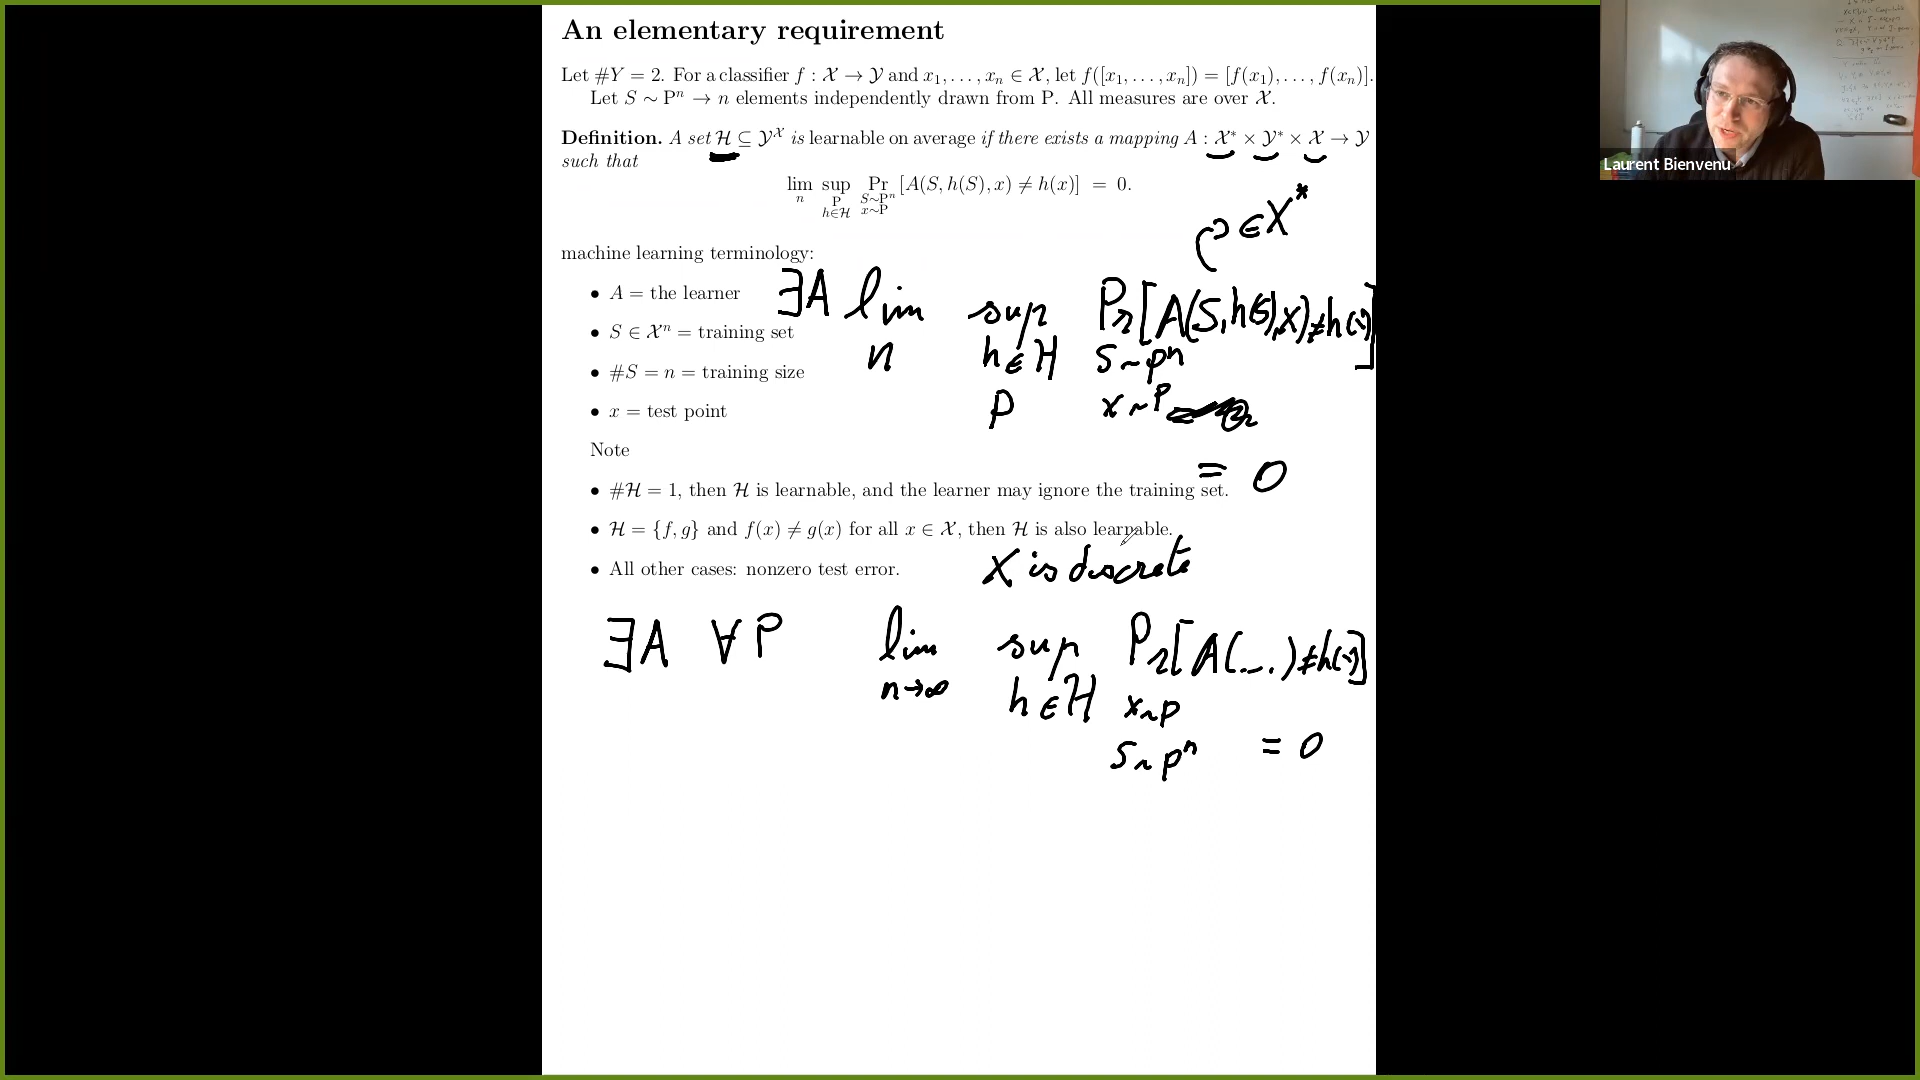 An elementary requirement
Let #Y = 2. For a classifier f : 𝒳 → 𝒴 and x₁, . . . , xₙ ∈ 𝒳, let f([x₁, . . . , xₙ]) = [f(x₁), . . . , f(xₙ)].
Let S ∼ Pⁿ → n elements independently drawn from P. All measures are over 𝒳.
Definition. A set ℋ ⊆ 𝒴^𝒳 is learnable on average if there exists a mapping A : 𝒳* × 𝒴* × 𝒳 → 𝒴
such that
lim sup Pr [A(S, h(S), x) ≠ h(x)] = 0.
n P S∼Pⁿ
h∈ℋ x∼P
∈ X*
machine learning terminology:
• A = the learner
∃A lim sup Pr[A(S, h(S), x) ≠ h(x)]
• S ∈ 𝒳ⁿ = training set
n h∈H S∼Pⁿ
• #S = n = training size
P x∼P
• x = test point
Note
= 0
• #ℋ = 1, then ℋ is learnable, and the learner may ignore the training set.
• ℋ = {f, g} and f(x) ≠ g(x) for all x ∈ 𝒳, then ℋ is also learnable.
• All other cases: nonzero test error.
X is discrete
∃A ∀P lim sup Pr[A(...) ≠ h(x)]
n→∞ h∈H x∼P
S∼Pⁿ = 0
Laurent Bienvenu